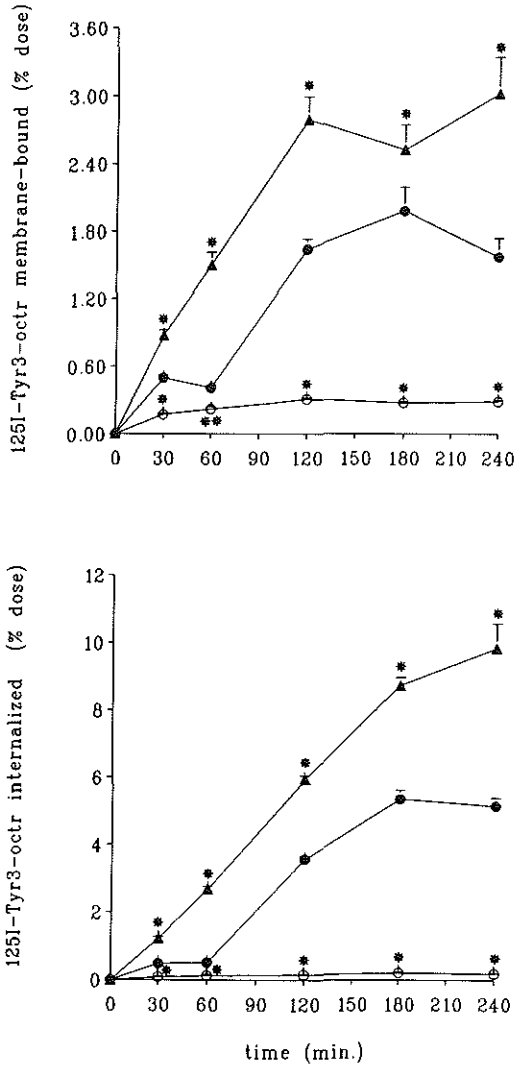 125I-Tyr3-octr membrane-bound (% dose)
3.60
3.00
2.40
1.80
1.20
0.60
0.00
* * * * * *
* ** * * *
0 30 60 90 120 150 180 210 240
125I-Tyr3-octr internalized (% dose)
12
10
8
6
4
2
0
* * * * * *
* * * * *
0 30 60 90 120 150 180 210 240
time (min.)